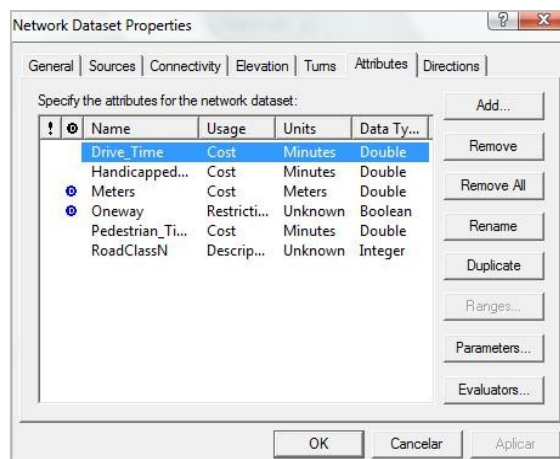 Network Dataset Properties
General Sources Connectivity Elevation Turns Attributes Directions
Specify the attributes for the network dataset:
! Name Usage Units Data Ty...
Drive_Time Cost Minutes Double
Handicapped... Cost Minutes Double
Meters Cost Meters Double
Oneway Restricti... Unknown Boolean
Pedestrian_Ti... Cost Minutes Double
RoadClassN Descrip... Unknown Integer
Add...
Remove
Remove All
Rename
Duplicate
Ranges...
Parameters...
Evaluators...
OK Cancelar Aplicar